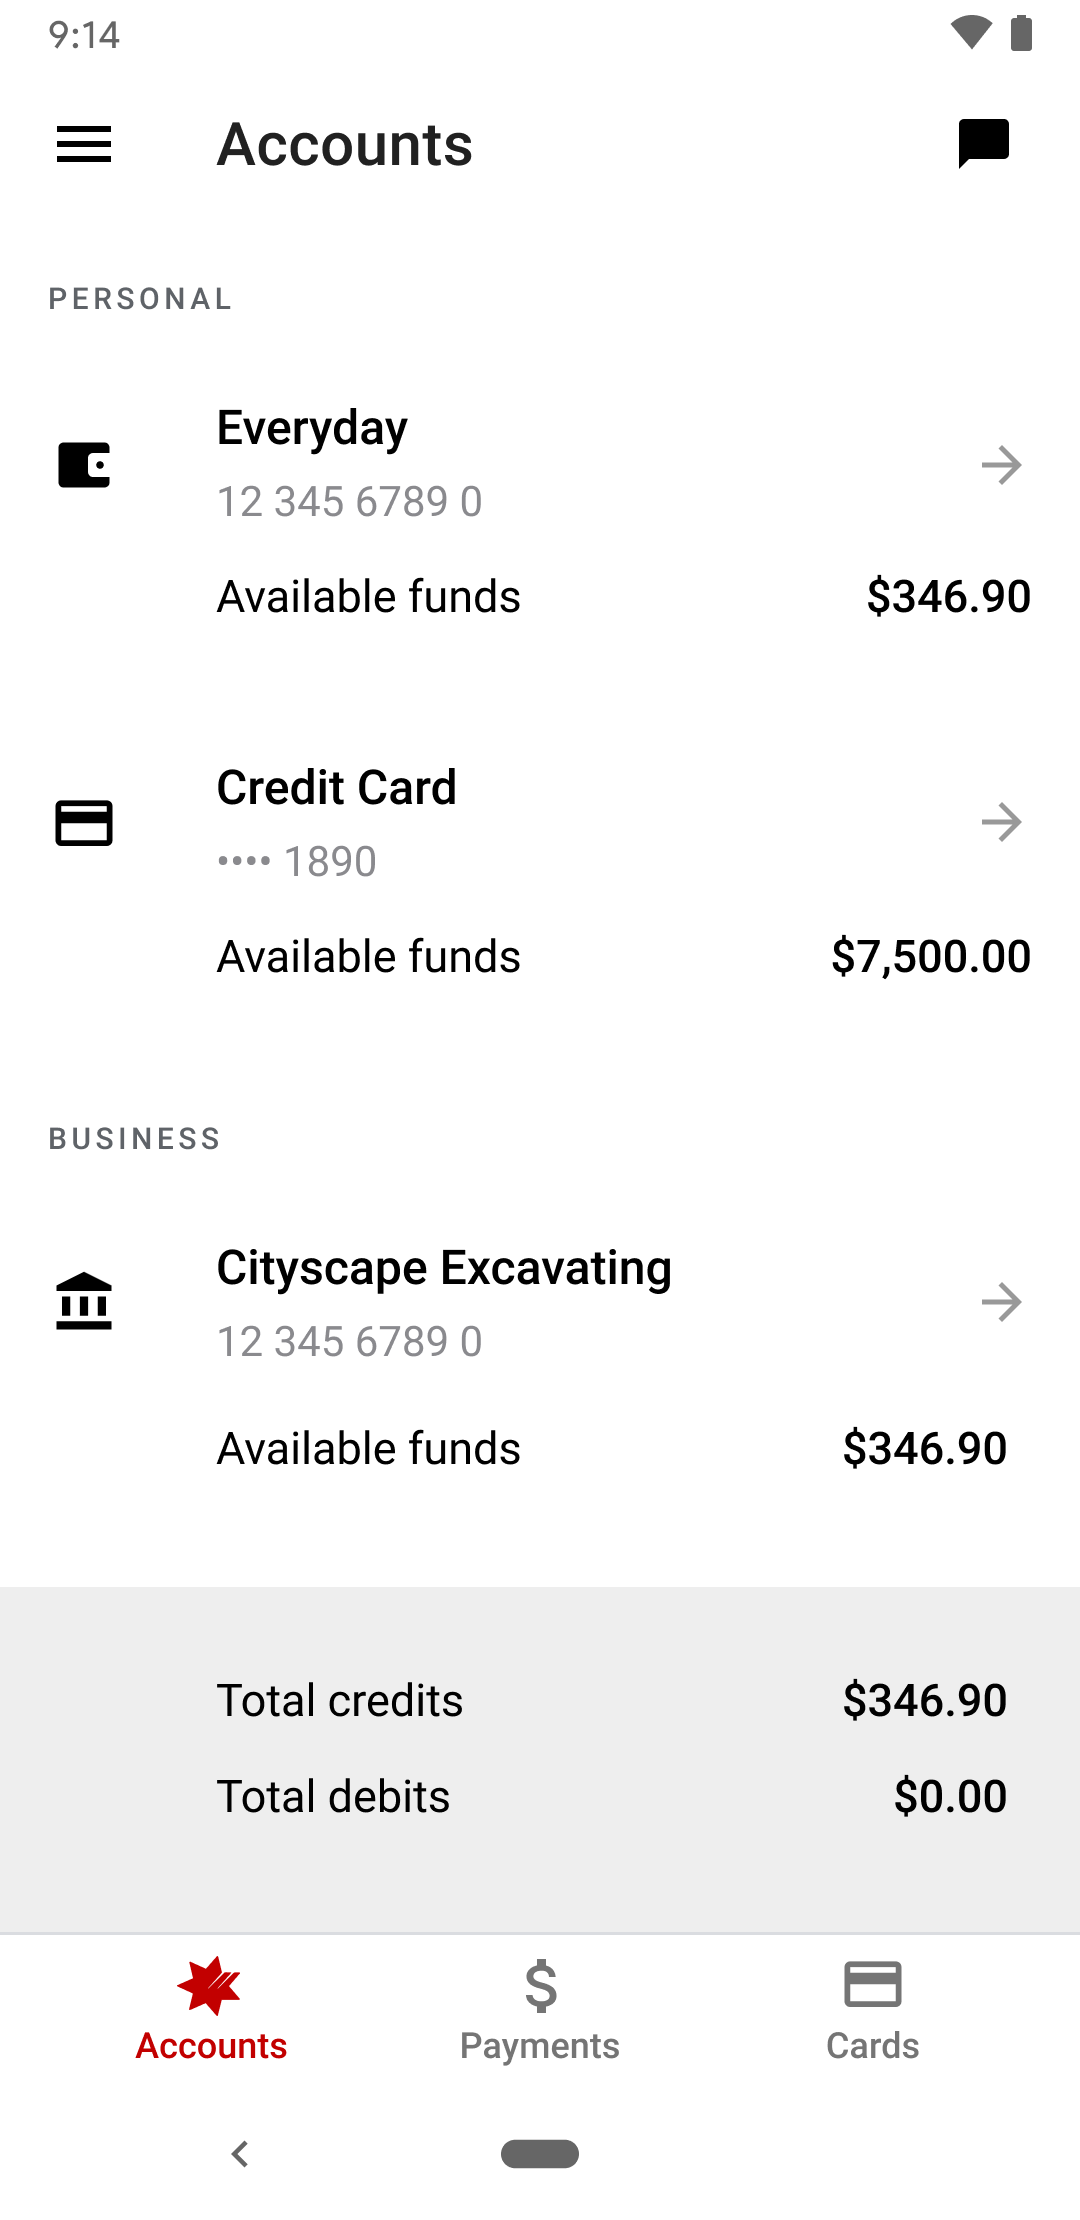 9:14
Accounts
PERSONAL
Everyday
12 345 6789 0
Available funds $346.90
Credit Card
•••• 1890
Available funds $7,500.00
BUSINESS
Cityscape Excavating
12 345 6789 0
Available funds $346.90
Total credits $346.90
Total debits $0.00
Accounts Payments Cards